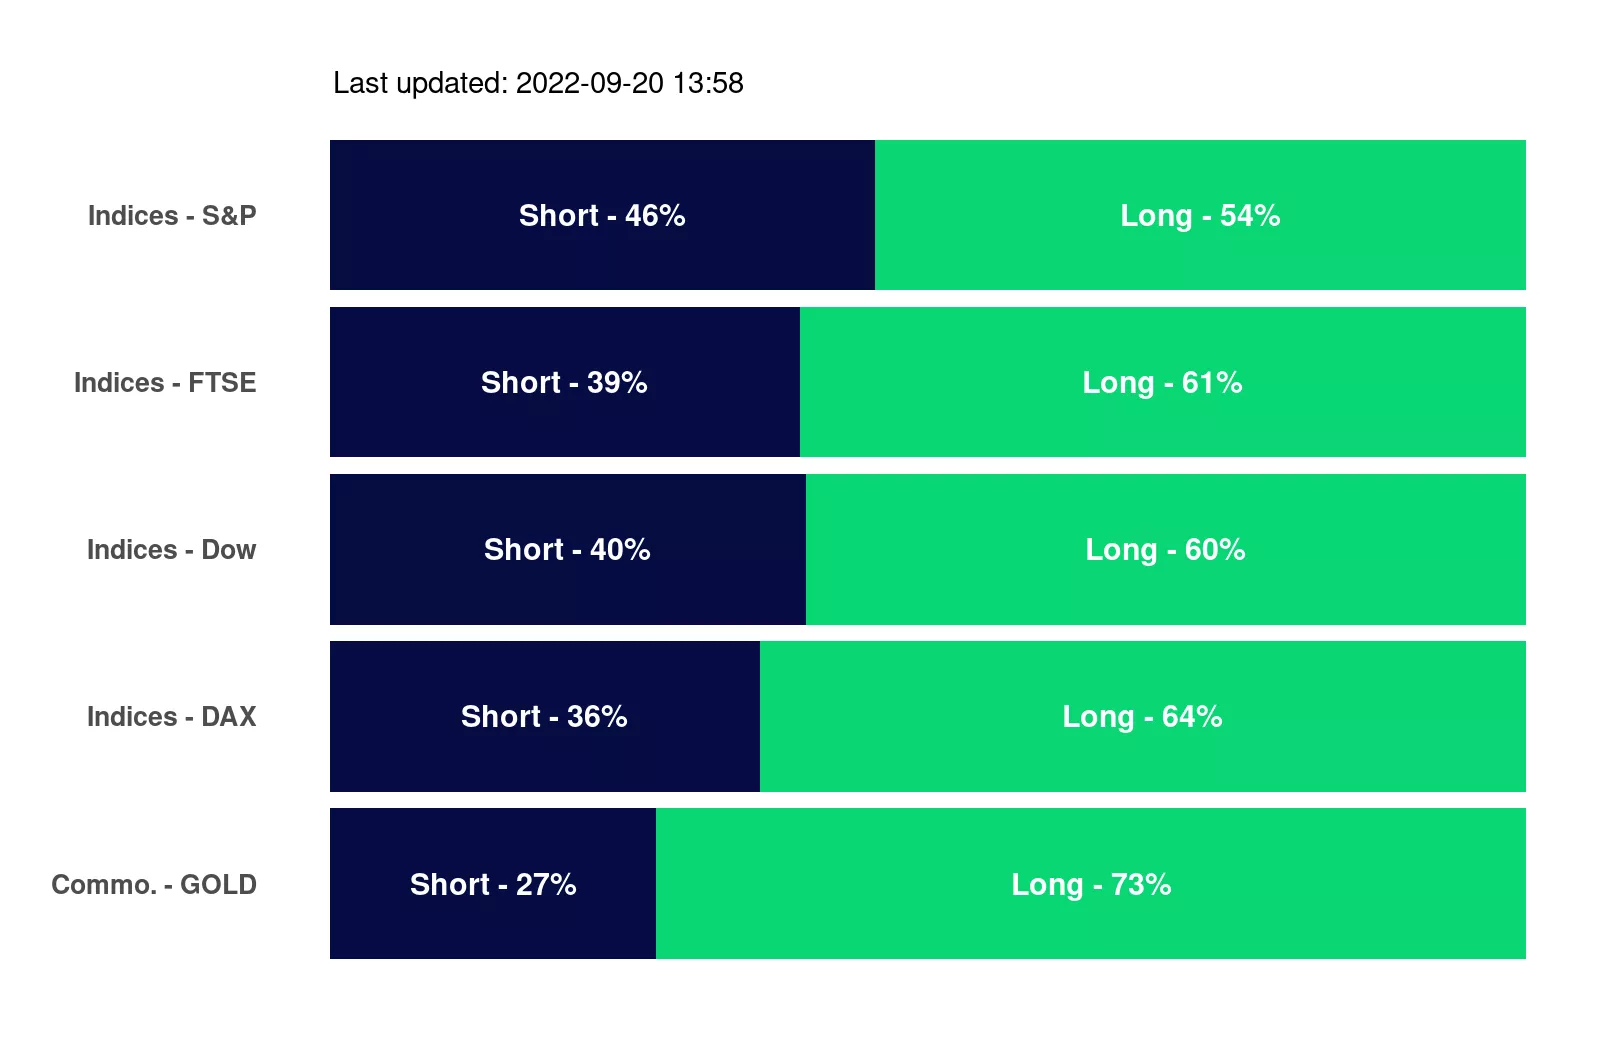 Last updated: 2022-09-20 13:58
Indices - S&P Short - 46% Long - 54%
Indices - FTSE Short - 39% Long - 61%
Indices - Dow Short - 40% Long - 60%
Indices - DAX Short - 36% Long - 64%
Commo. - GOLD Short - 27% Long - 73%